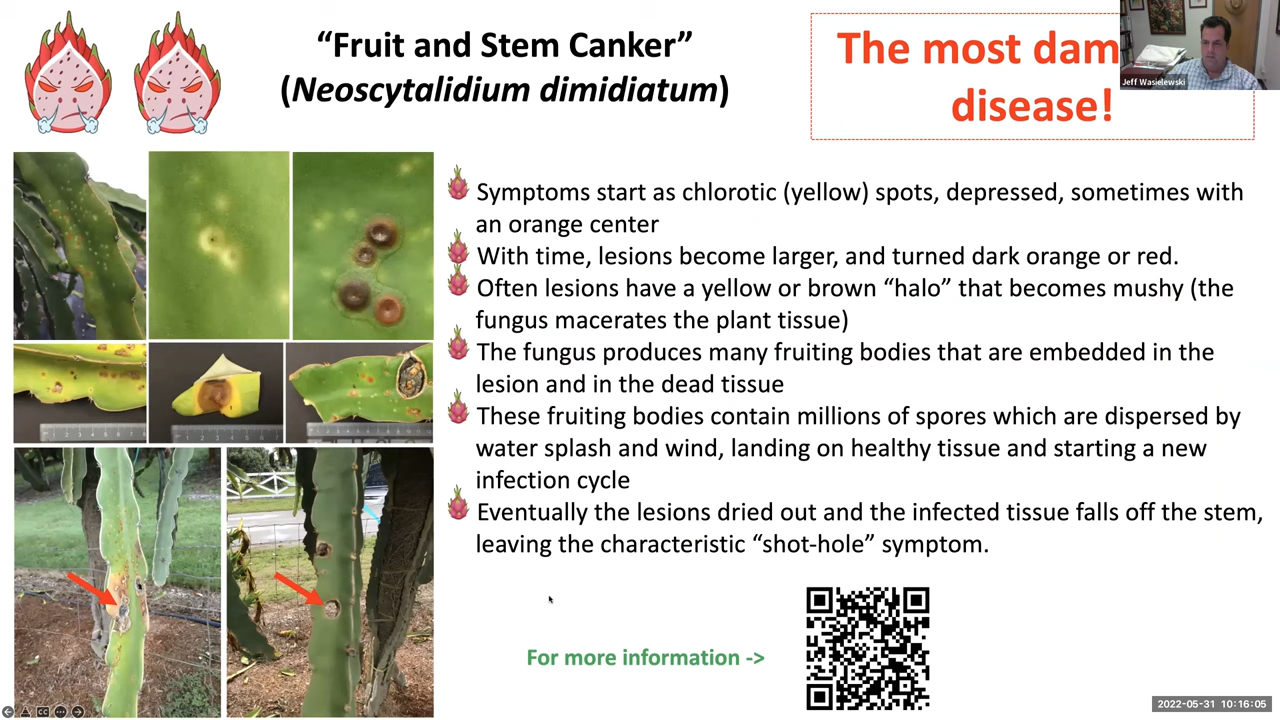 “Fruit and Stem Canker”
(Neoscytalidium dimidiatum)
The most dam
disease!
Jeff Wasielewski
Symptoms start as chlorotic (yellow) spots, depressed, sometimes with
an orange center
With time, lesions become larger, and turned dark orange or red.
Often lesions have a yellow or brown “halo” that becomes mushy (the
fungus macerates the plant tissue)
The fungus produces many fruiting bodies that are embedded in the
lesion and in the dead tissue
These fruiting bodies contain millions of spores which are dispersed by
water splash and wind, landing on healthy tissue and starting a new
infection cycle
Eventually the lesions dried out and the infected tissue falls off the stem,
leaving the characteristic “shot-hole” symptom.
For more information ->
CC
2022-05-31 10:16:05